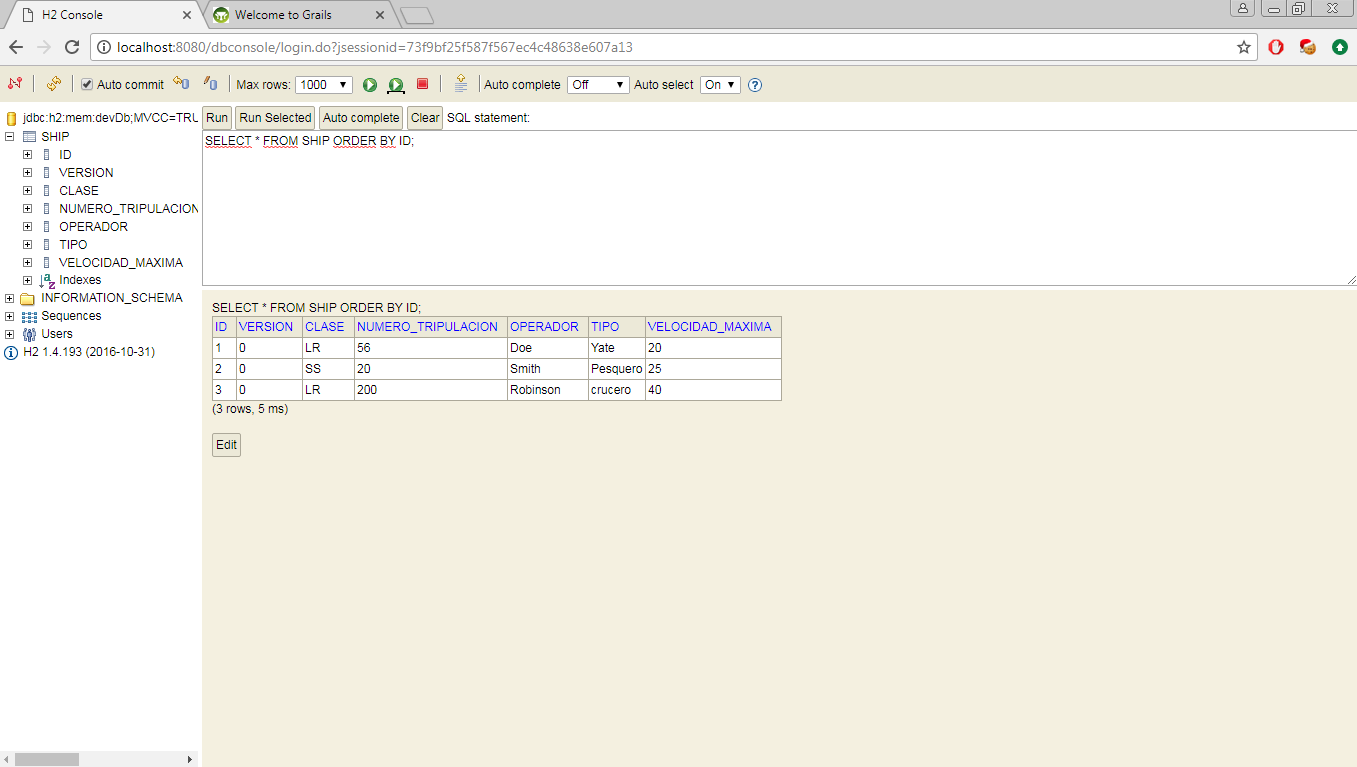 H2 Console
Welcome to Grails
localhost:8080/dbconsole/login.do?jsessionid=73f9bf25f587f567ec4c48638e607a13
Auto commit Max rows: 1000 Auto complete Off Auto select On
jdbc:h2:mem:devDb;MVCC=TRU
SHIP
ID
VERSION
CLASE
NUMERO_TRIPULACION
OPERADOR
TIPO
VELOCIDAD_MAXIMA
Indexes
INFORMATION_SCHEMA
Sequences
Users
H2 1.4.193 (2016-10-31)
Run Run Selected Auto complete Clear SQL statement:
SELECT * FROM SHIP ORDER BY ID;
SELECT * FROM SHIP ORDER BY ID;
ID VERSION CLASE NUMERO_TRIPULACION OPERADOR TIPO VELOCIDAD_MAXIMA
1 0 LR 56 Doe Yate 20
2 0 SS 20 Smith Pesquero 25
3 0 LR 200 Robinson crucero 40
(3 rows, 5 ms)
Edit